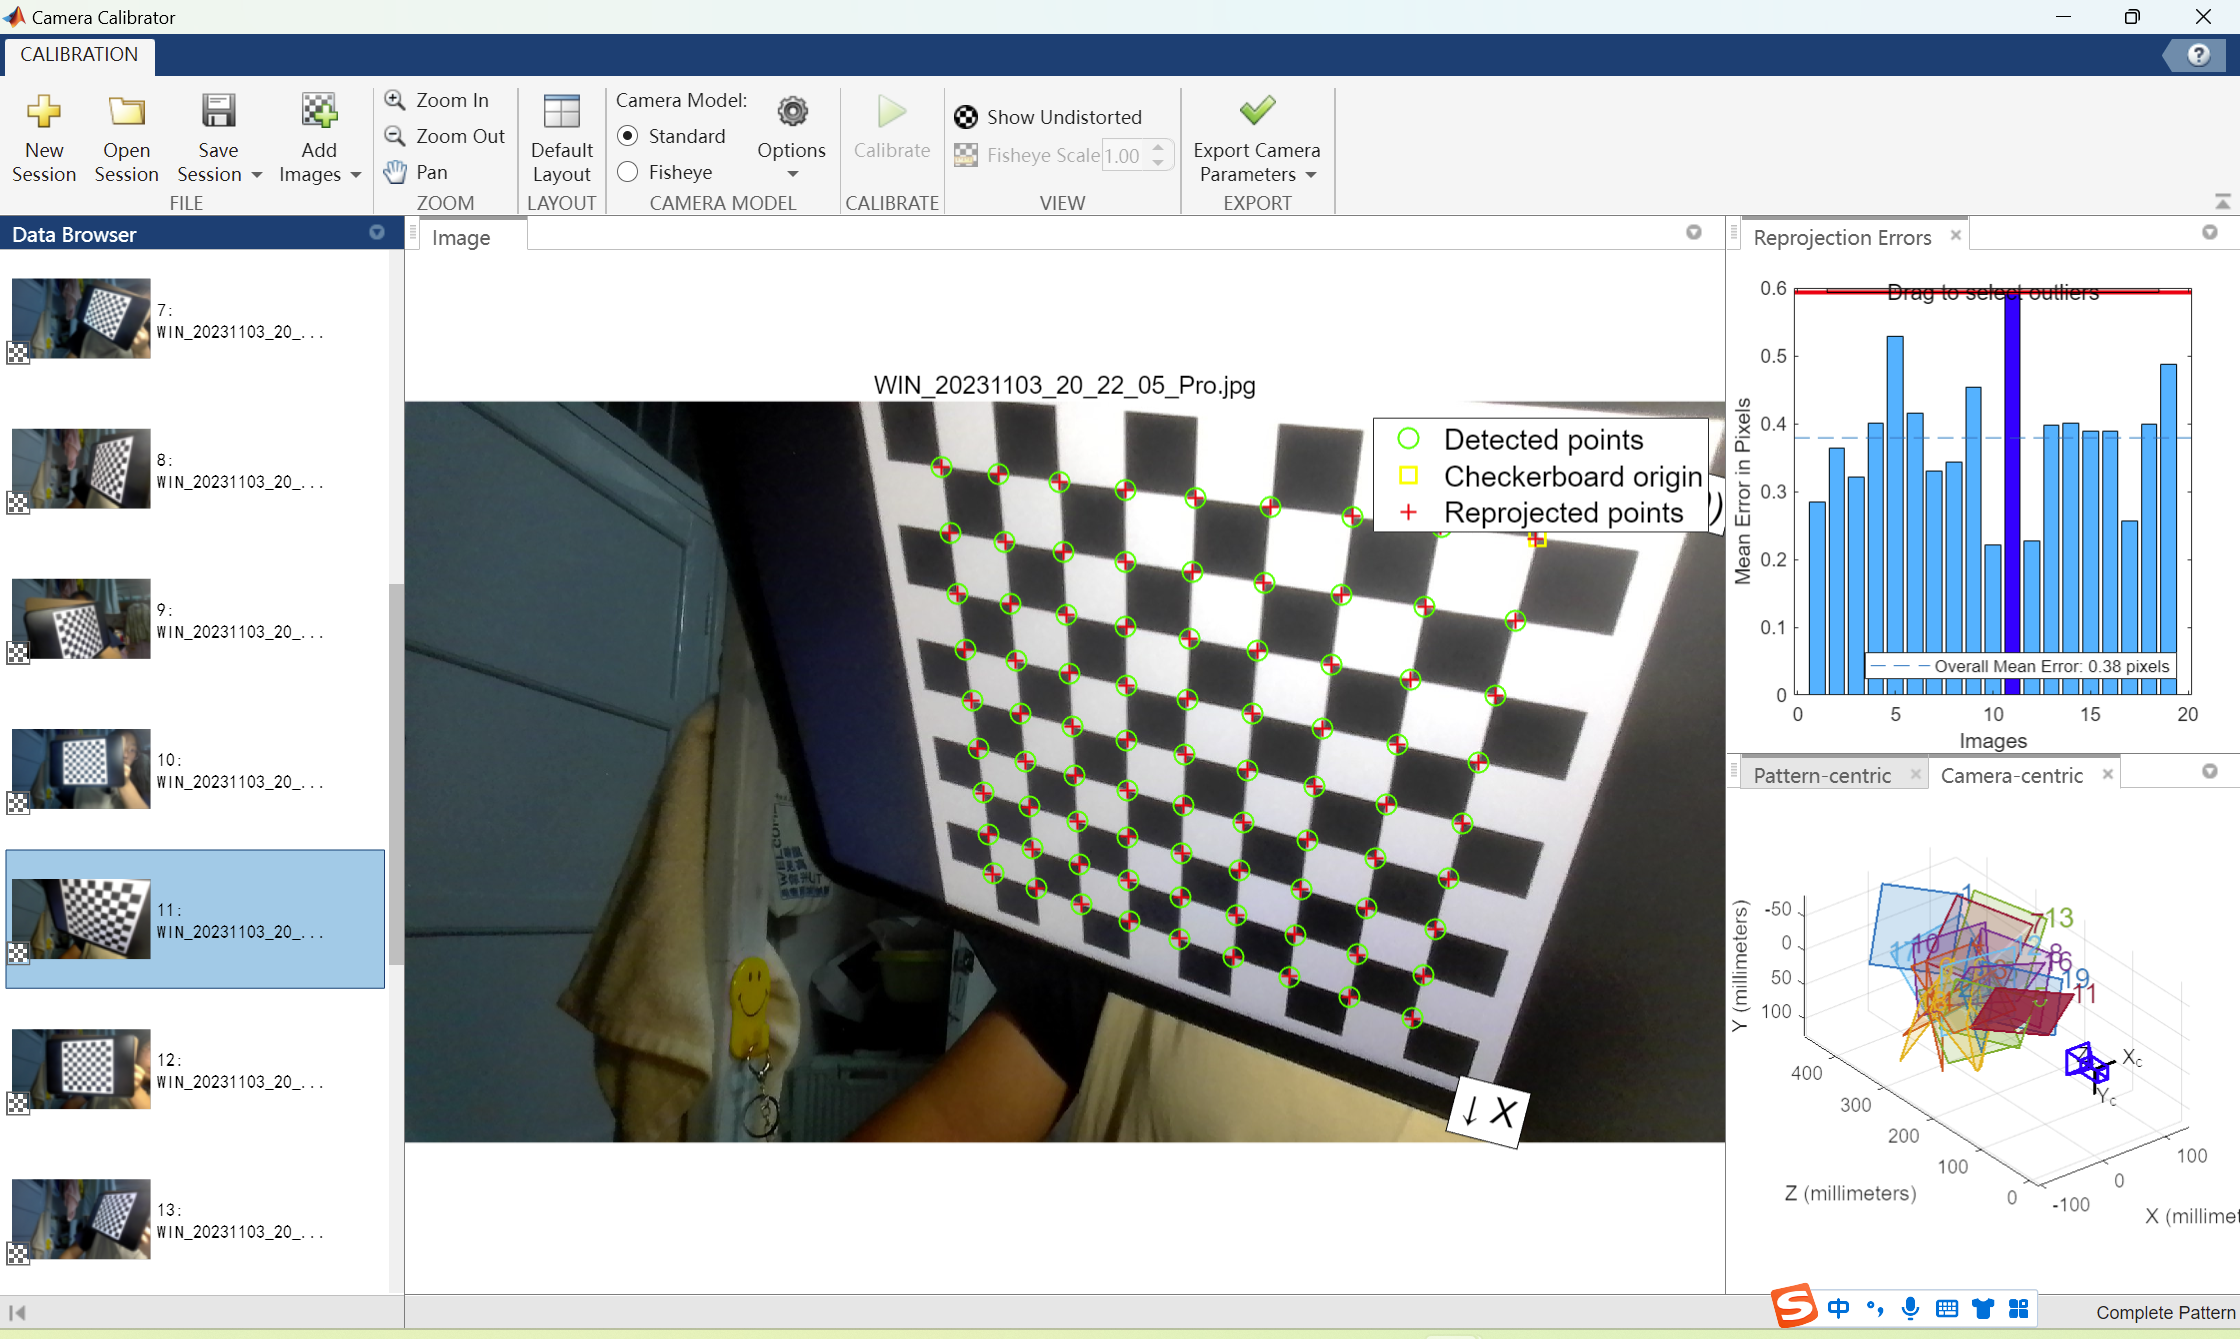 Camera Calibrator
CALIBRATION
?
New Session
Open Session
Save Session
Add Images
FILE
Zoom In
Zoom Out
Pan
ZOOM
Default Layout
LAYOUT
Camera Model:
Standard
Fisheye
Options
CAMERA MODEL
Calibrate
CALIBRATE
Show Undistorted
Fisheye Scale 1.00
VIEW
Export Camera Parameters
EXPORT
Data Browser
7:
WIN_20231103_20_...
8:
WIN_20231103_20_...
9:
WIN_20231103_20_...
10:
WIN_20231103_20_...
11:
WIN_20231103_20_...
12:
WIN_20231103_20_...
13:
WIN_20231103_20_...
Image
WIN_20231103_20_22_05_Pro.jpg
Detected points
Checkerboard origin
Reprojected points
)
↓ X
Reprojection Errors
Drag to select outliers
Mean Error in Pixels
0.6
0.5
0.4
0.3
0.2
0.1
0
Overall Mean Error: 0.38 pixels
0 5 10 15 20
Images
Pattern-centric
Camera-centric
Y (millimeters)
-50
0
50
100
1
13
10
8
19
11
Xc
Yc
400
300
200
100
0
Z (millimeters)
-100
0
100
X (millimet
S 中
Complete Pattern